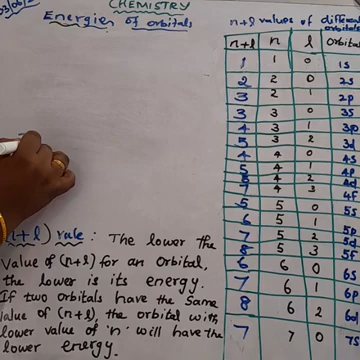 CHEMISTRY
Energies of orbitals
n+l values of different orbitals
n+l n l Orbital
1 1 0 1s
2 2 0 2s
3 2 1 2p
3 3 0 3s
4 3 1 3p
5 3 2 3d
4 4 0 4s
5 4 1 4p
6 4 2 4d
7 4 3 4f
5 5 0 5s
6 5 1 5p
7 5 2 5d
8 5 3 5f
6 6 0 6s
7 6 1 6p
8 6 2 6d
7 7 0 7s
(n+l) rule: The lower the
value of (n+l) for an orbital,
the lower is its energy.
If two orbitals have the same
value of (n+l), the orbital with
lower value of 'n' will have the
lower energy.